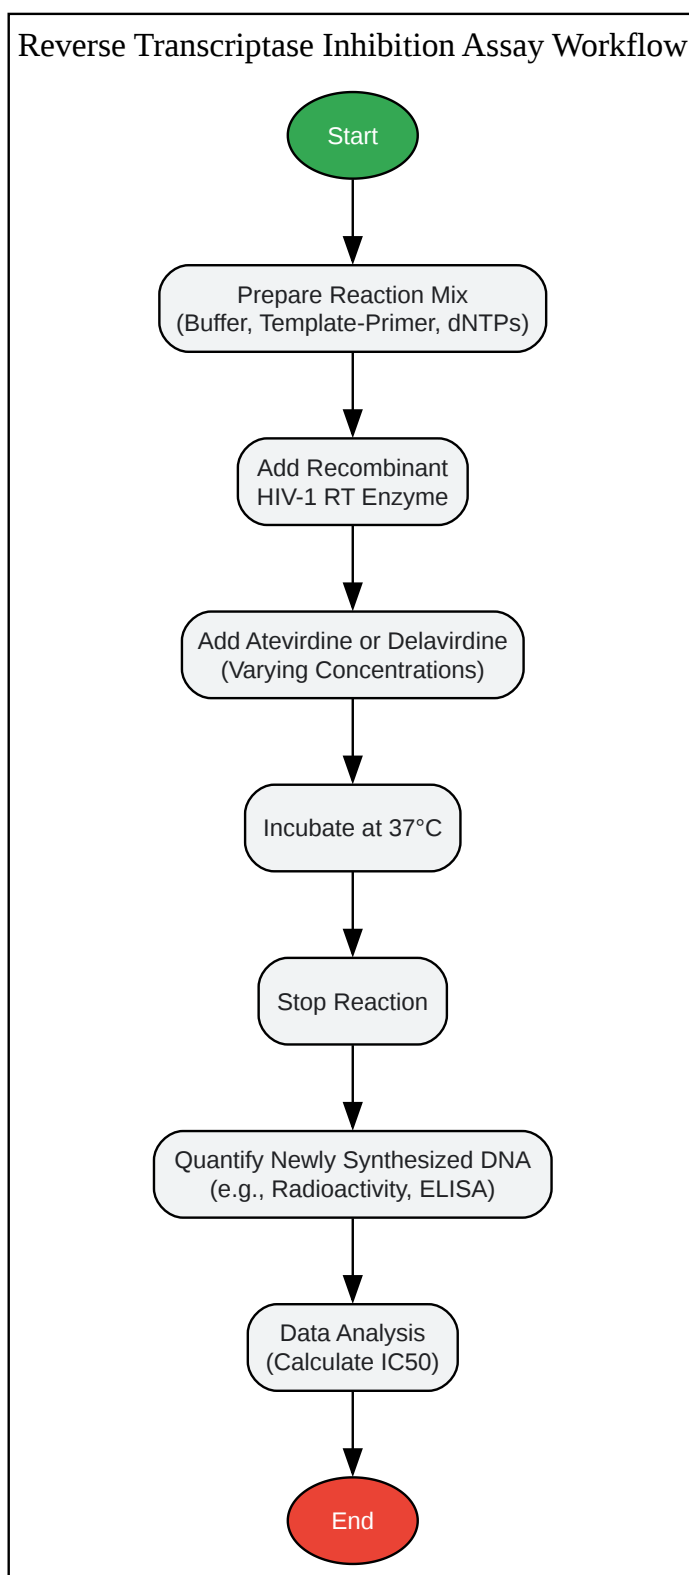 Reverse Transcriptase Inhibition Assay Workflow
Start
Prepare Reaction Mix
(Buffer, Template-Primer, dNTPs)
Add Recombinant
HIV-1 RT Enzyme
Add Atevirdine or Delavirdine
(Varying Concentrations)
Incubate at 37°C
Stop Reaction
Quantify Newly Synthesized DNA
(e.g., Radioactivity, ELISA)
Data Analysis
(Calculate IC50)
End